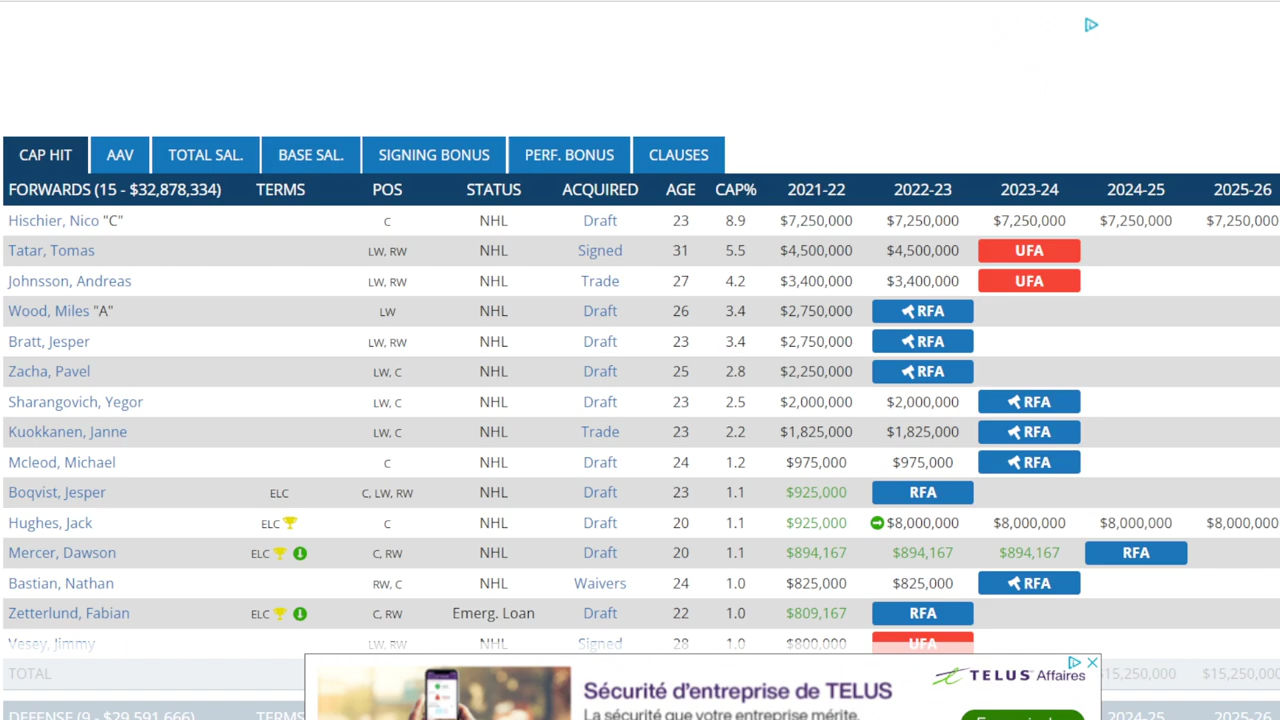 CAP HIT AAV TOTAL SAL. BASE SAL. SIGNING BONUS PERF. BONUS CLAUSES
FORWARDS (15 - $32,878,334) TERMS POS STATUS ACQUIRED AGE CAP% 2021-22 2022-23 2023-24 2024-25 2025-26
Hischier, Nico "C" C NHL Draft 23 8.9 $7,250,000 $7,250,000 $7,250,000 $7,250,000 $7,250,000
Tatar, Tomas LW, RW NHL Signed 31 5.5 $4,500,000 $4,500,000 UFA
Johnsson, Andreas LW, RW NHL Trade 27 4.2 $3,400,000 $3,400,000 UFA
Wood, Miles "A" LW NHL Draft 26 3.4 $2,750,000 RFA
Bratt, Jesper LW, RW NHL Draft 23 3.4 $2,750,000 RFA
Zacha, Pavel LW, C NHL Draft 25 2.8 $2,250,000 RFA
Sharangovich, Yegor LW, C NHL Draft 23 2.5 $2,000,000 $2,000,000 RFA
Kuokkanen, Janne LW, C NHL Trade 23 2.2 $1,825,000 $1,825,000 RFA
Mcleod, Michael C NHL Draft 24 1.2 $975,000 $975,000 RFA
Boqvist, Jesper ELC C, LW, RW NHL Draft 23 1.1 $925,000 RFA
Hughes, Jack ELC C NHL Draft 20 1.1 $925,000 $8,000,000 $8,000,000 $8,000,000 $8,000,000
Mercer, Dawson ELC C, RW NHL Draft 20 1.1 $894,167 $894,167 $894,167 RFA
Bastian, Nathan RW, C NHL Waivers 24 1.0 $825,000 $825,000 RFA
Zetterlund, Fabian ELC C, RW Emerg. Loan Draft 22 1.0 $809,167 RFA
Vesey, Jimmy LW, RW NHL Signed 28 1.0 $800,000 UFA
TOTAL $15,250,000 $15,250,000
DEFENSE (9 - $29,591,666) TERMS 2024-25 2025-26
Sécurité d'entreprise de TELUS
La sécurité que votre entreprise mérite.
TELUS Affaires